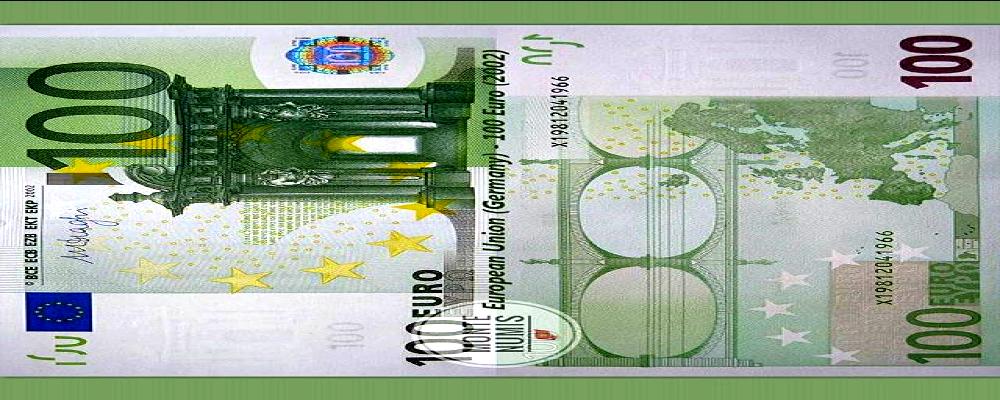 100
© BCE ECB EZB EKT EKP 2002
100 EURO
European Union (Germany) - 100 Euro (2002)
MONTE
NUMIS
X19812041966
100
X19812041966
100 EURO
ΕΥΡΩ
100